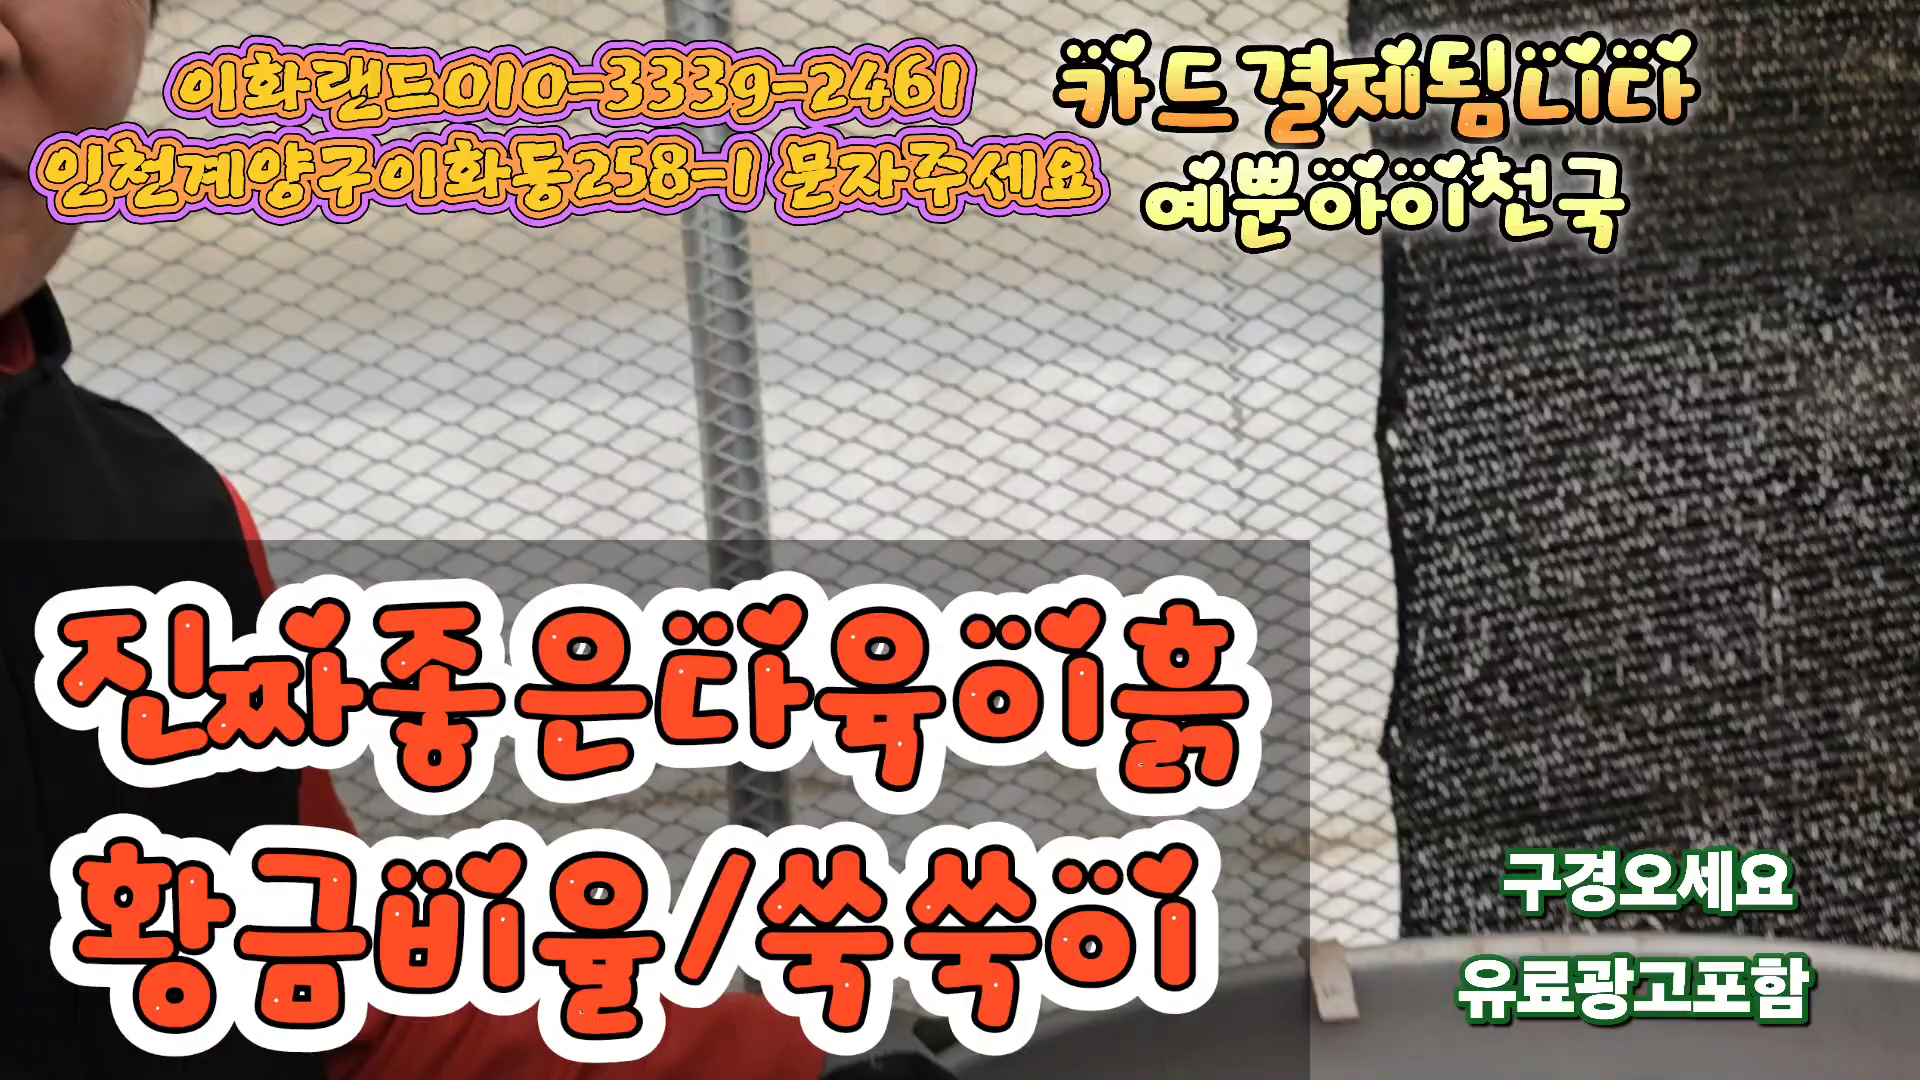 이화랜드010-3339-2461
인천계양구이화동258-1 문자주세요
카드결제됩니다
예쁜아이천국
진짜좋은다육이흙
황금비율/쑥쑥이
구경오세요
유료광고포함